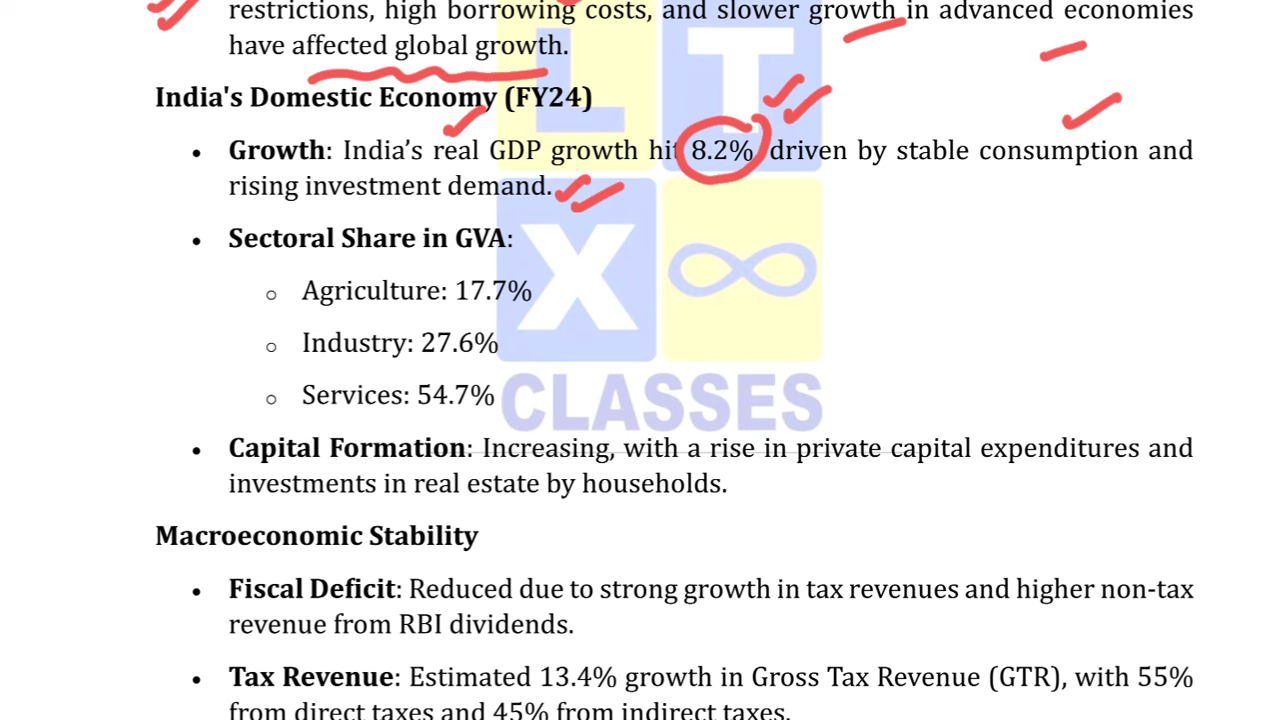 restrictions, high borrowing costs, and slower growth in advanced economies
have affected global growth.
India's Domestic Economy (FY24)
• Growth: India’s real GDP growth hit 8.2%, driven by stable consumption and
rising investment demand.
• Sectoral Share in GVA:
o Agriculture: 17.7%
o Industry: 27.6%
o Services: 54.7%
• Capital Formation: Increasing, with a rise in private capital expenditures and
investments in real estate by households.
Macroeconomic Stability
• Fiscal Deficit: Reduced due to strong growth in tax revenues and higher non-tax
revenue from RBI dividends.
• Tax Revenue: Estimated 13.4% growth in Gross Tax Revenue (GTR), with 55%
from direct taxes and 45% from indirect taxes.
L T
X ∞
CLASSES